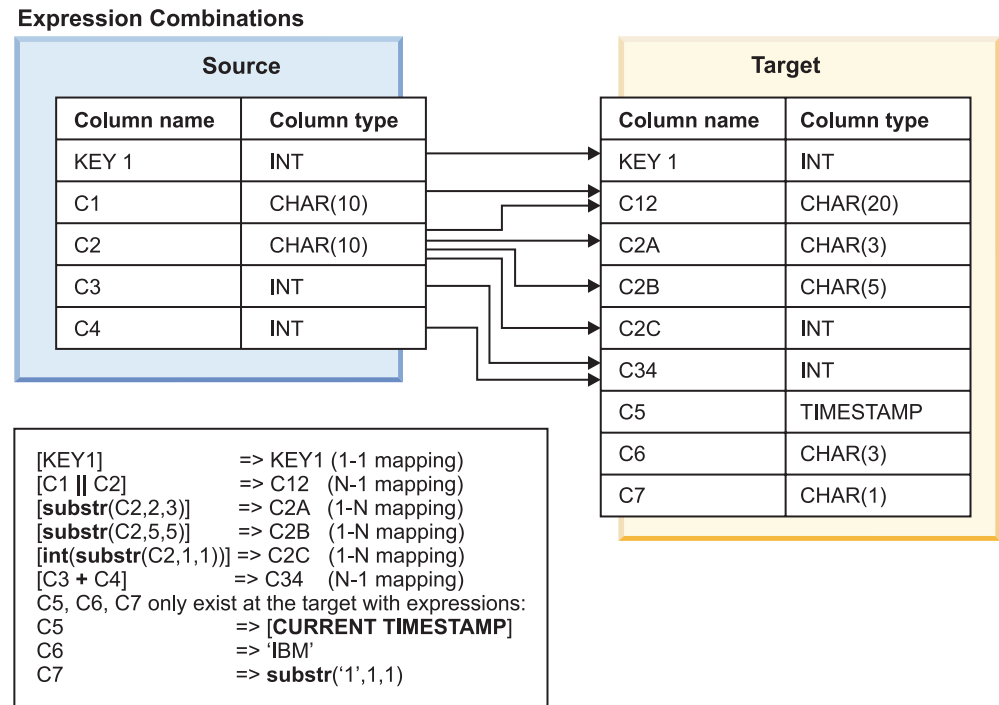 Expression Combinations
Source
Column name Column type
KEY 1 INT
C1 CHAR(10)
C2 CHAR(10)
C3 INT
C4 INT
Target
Column name Column type
KEY 1 INT
C12 CHAR(20)
C2A CHAR(3)
C2B CHAR(5)
C2C INT
C34 INT
C5 TIMESTAMP
C6 CHAR(3)
C7 CHAR(1)
[KEY1] => KEY1 (1-1 mapping)
[C1 || C2] => C12 (N-1 mapping)
[substr(C2,2,3)] => C2A (1-N mapping)
[substr(C2,5,5)] => C2B (1-N mapping)
[int(substr(C2,1,1))] => C2C (1-N mapping)
[C3 + C4] => C34 (N-1 mapping)
C5, C6, C7 only exist at the target with expressions:
C5 => [CURRENT TIMESTAMP]
C6 => ‘IBM’
C7 => substr(‘1’,1,1)